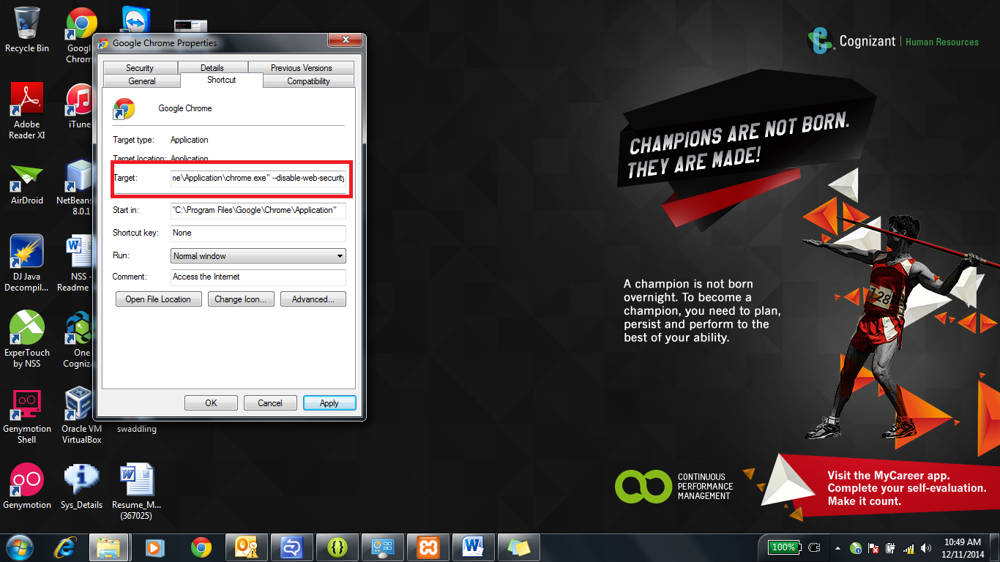 Recycle Bin
Google
Chrom
Google Chrome Properties
Security
Details
Previous Versions
General
Shortcut
Compatibility
Google Chrome
Target type:
Application
Target location:
Application
Target:
ne\Application\chrome.exe" --disable-web-security
Start in:
"C:\Program Files\Google\Chrome\Application"
Shortcut key:
None
Run:
Normal window
Comment:
Access the Internet
Open File Location
Change Icon...
Advanced...
OK
Cancel
Apply
Adobe
Reader XI
iTune
AirDroid
NetBeans
8.0.1
DJ Java
Decompil...
NSS -
Readme
ExperTouch
by NSS
One
Cogniza
Genymotion
Shell
Oracle VM
VirtualBox
swaddling
Genymotion
Sys_Details
Resume_M...
(367025)
Cognizant | Human Resources
CHAMPIONS ARE NOT BORN.
THEY ARE MADE!
128
A champion is not born
overnight. To become a
champion, you need to plan,
persist and perform to the
best of your ability.
CONTINUOUS
PERFORMANCE
MANAGEMENT
Visit the MyCareer app.
Complete your self-evaluation.
Make it count.
100%
10:49 AM
12/11/2014